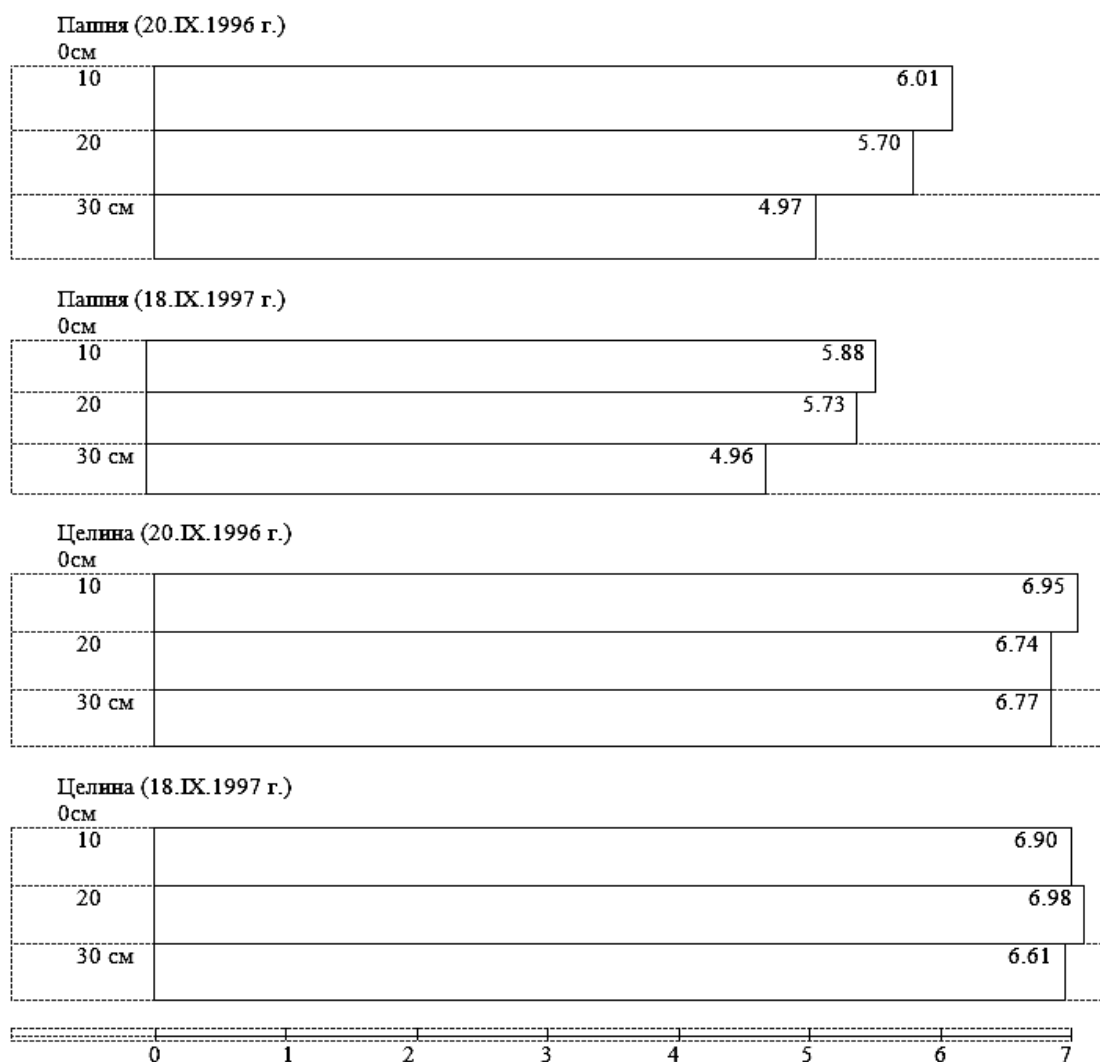 Пашня (20.IX.1996 г.)
0см
10 6.01
20 5.70
30 см 4.97
Пашня (18.IX.1997 г.)
0см
10 5.88
20 5.73
30 см 4.96
Целина (20.IX.1996 г.)
0см
10 6.95
20 6.74
30 см 6.77
Целина (18.IX.1997 г.)
0см
10 6.90
20 6.98
30 см 6.61
0 1 2 3 4 5 6 7